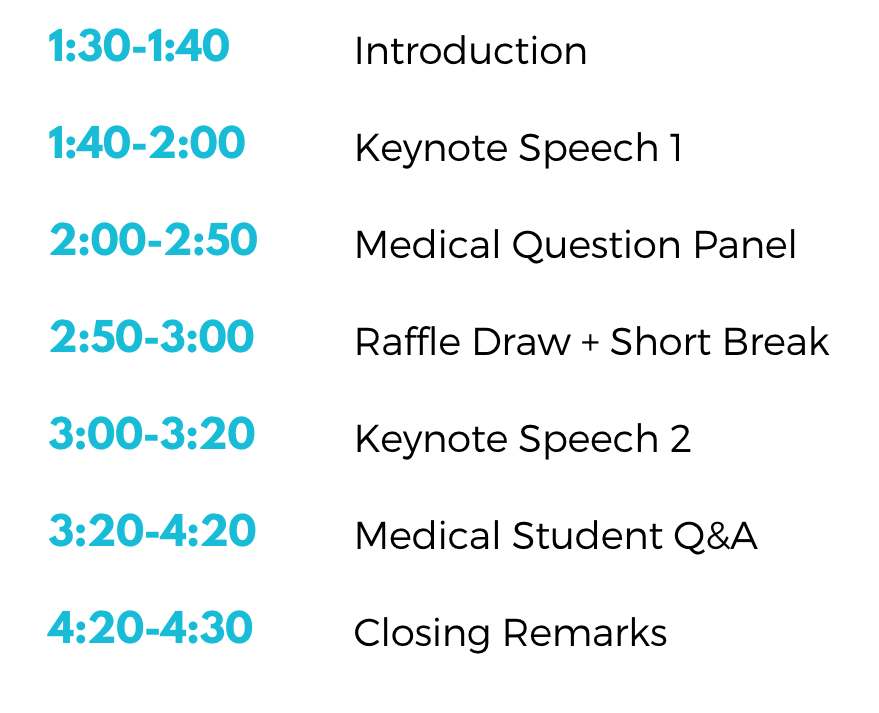 1:30-1:40 Introduction
1:40-2:00 Keynote Speech 1
2:00-2:50 Medical Question Panel
2:50-3:00 Raffle Draw + Short Break
3:00-3:20 Keynote Speech 2
3:20-4:20 Medical Student Q&A
4:20-4:30 Closing Remarks